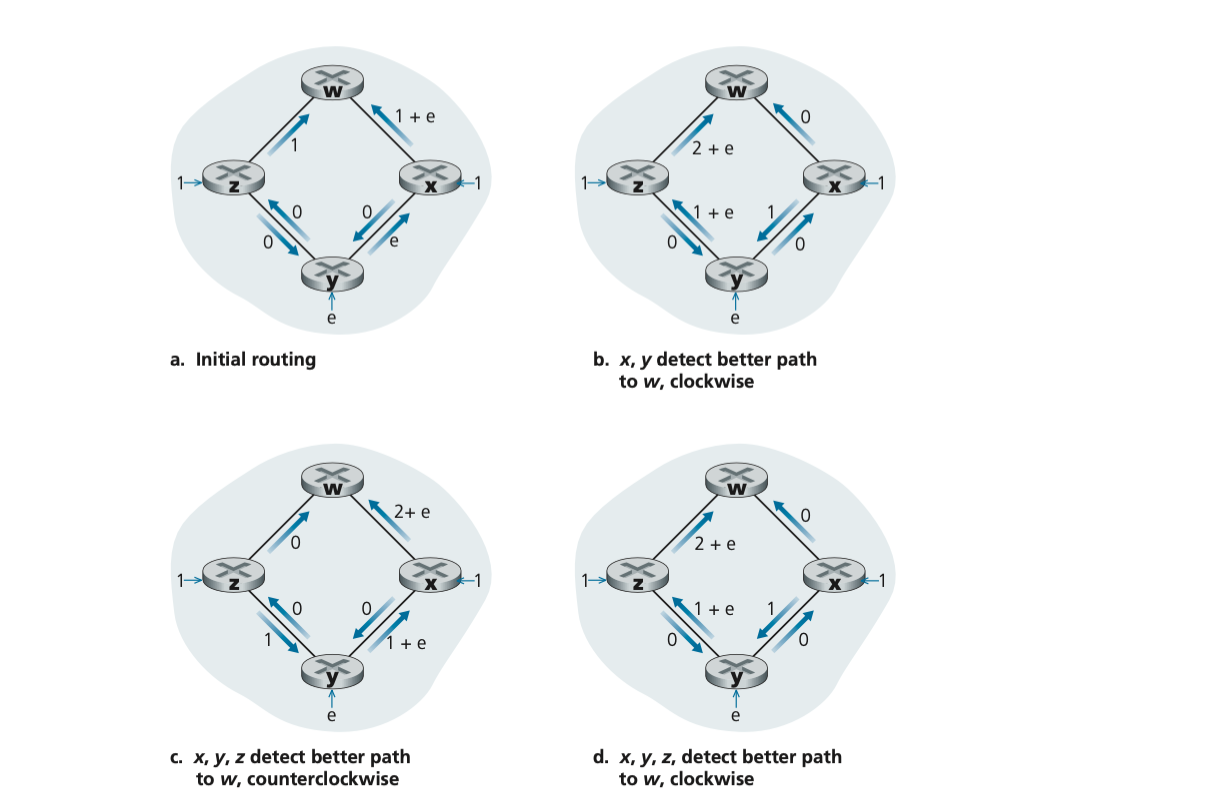 w
1 + e
1
1
z
x
1
0
0
0
e
y
e
a. Initial routing
w
0
2 + e
1
z
x
1
1 + e
1
0
0
y
e
b. x, y detect better path
to w, clockwise
w
2+ e
0
1
z
x
1
0
0
1
1 + e
y
e
c. x, y, z detect better path
to w, counterclockwise
w
0
2 + e
1
z
x
1
1 + e
1
0
0
y
e
d. x, y, z, detect better path
to w, clockwise